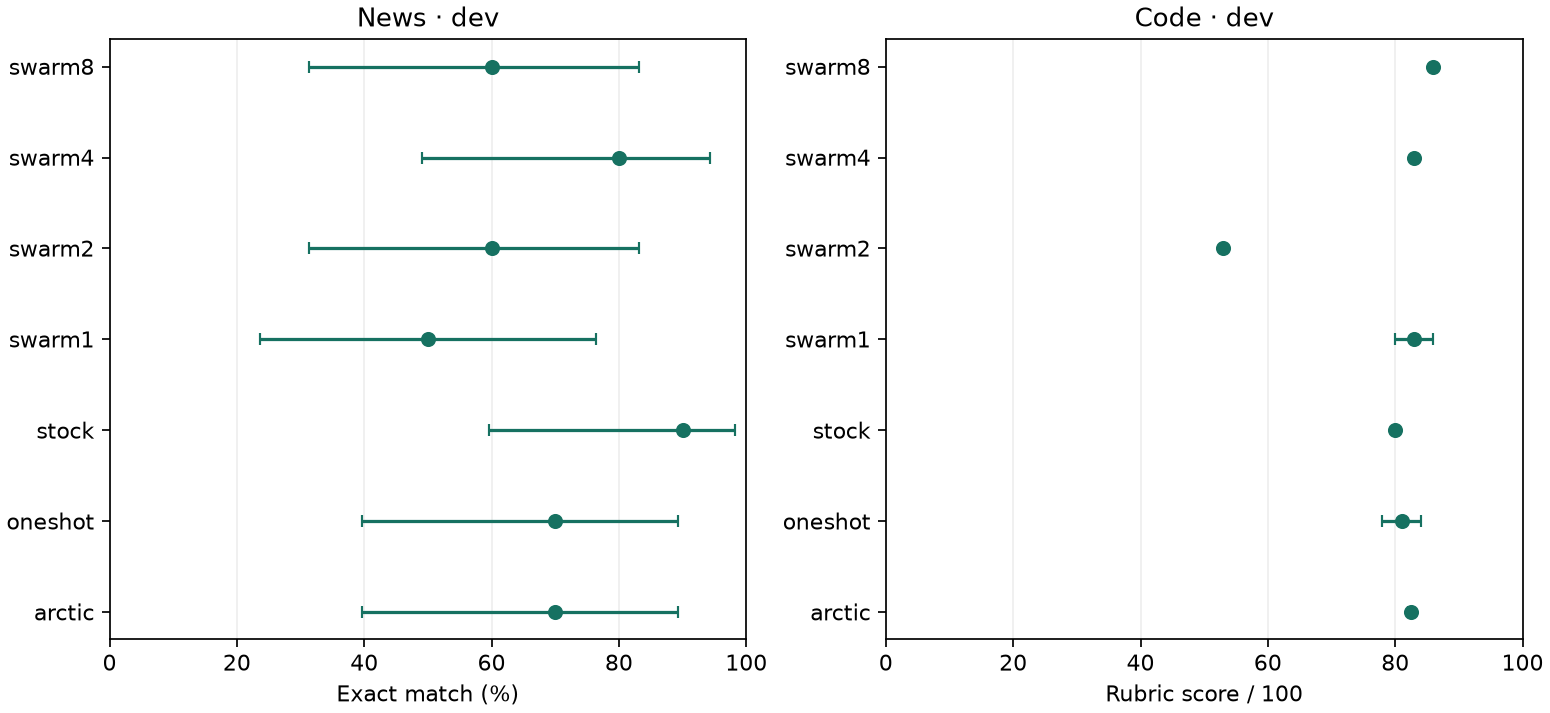 News · dev
swarm8
swarm4
swarm2
swarm1
stock
oneshot
arctic
0 20 40 60 80 100
Exact match (%)
Code · dev
swarm8
swarm4
swarm2
swarm1
stock
oneshot
arctic
0 20 40 60 80 100
Rubric score / 100